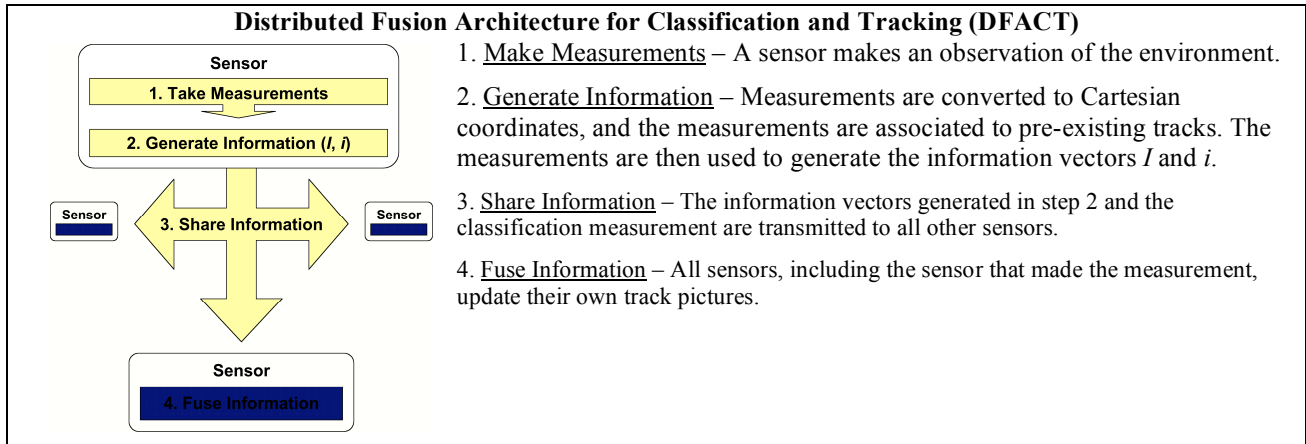 Distributed Fusion Architecture for Classification and Tracking (DFACT)
Sensor
1. Take Measurements
2. Generate Information (I, i)
Sensor
3. Share Information
Sensor
Sensor
4. Fuse Information
1. Make Measurements – A sensor makes an observation of the environment.
2. Generate Information – Measurements are converted to Cartesian
coordinates, and the measurements are associated to pre-existing tracks. The
measurements are then used to generate the information vectors I and i.
3. Share Information – The information vectors generated in step 2 and the
classification measurement are transmitted to all other sensors.
4. Fuse Information – All sensors, including the sensor that made the measurement,
update their own track pictures.